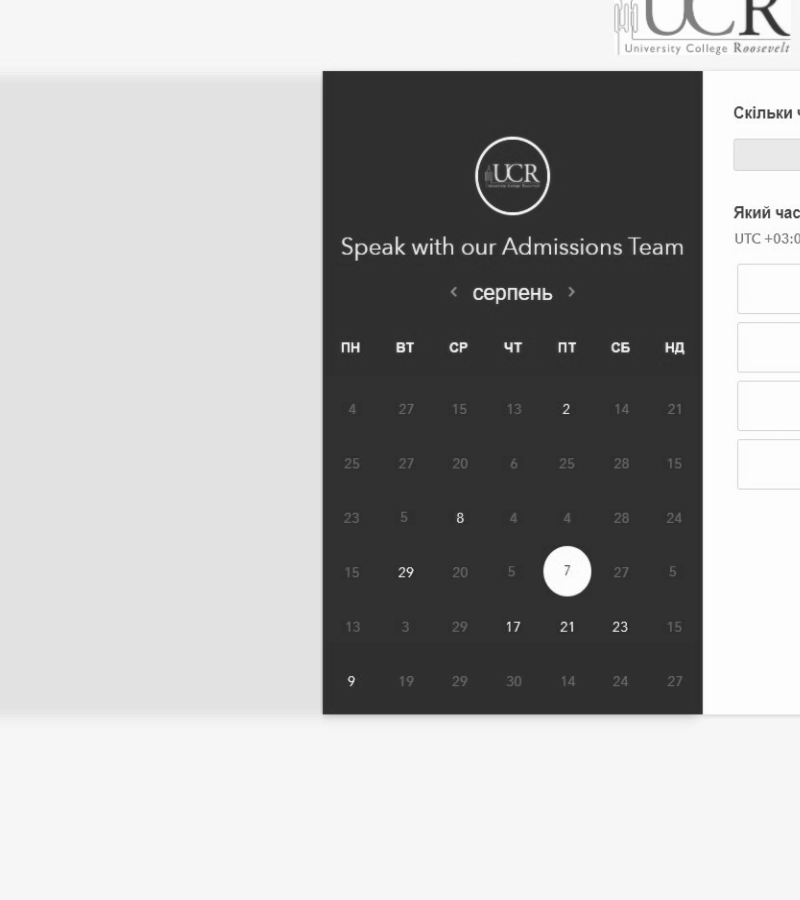 UCR
University College Roosevelt
UCR
Speak with our Admissions Team
< серпень >
ПН ВТ СР ЧТ ПТ СБ НД
4 27 15 13 2 14 21
25 27 20 6 25 28 15
23 5 8 4 4 28 24
15 29 20 5 7 27 5
13 3 29 17 21 23 15
9 19 29 30 14 24 27
Скільки
Який час
UTC +03:0